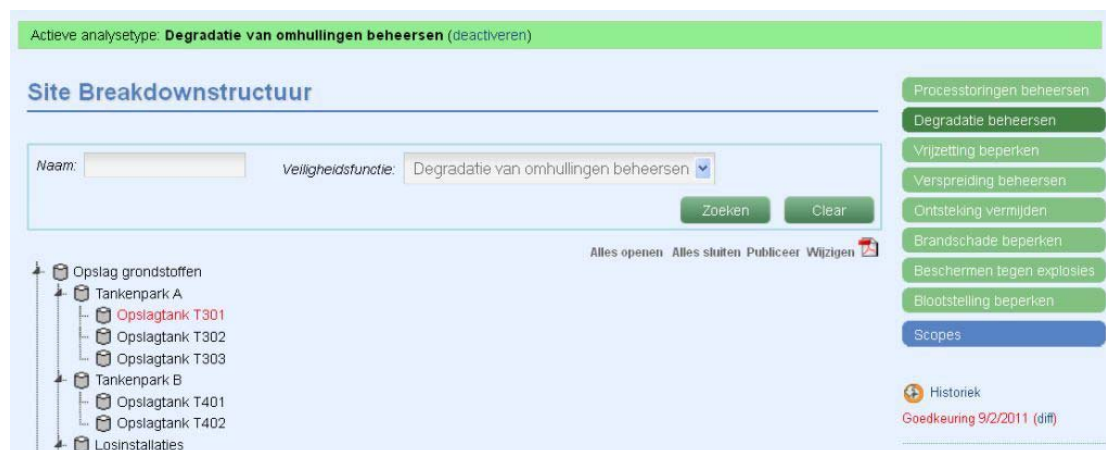 Actieve analysetype: Degradatie van omhullingen beheersen (deactiveren)
Site Breakdownstructuur
Naam:
Veiligheidsfunctie: Degradatie van omhullingen beheersen
Zoeken Clear
Alles openen Alles sluiten Publiceer Wijzigen
Opslag grondstoffen
Tankenpark A
Opslagtank T301
Opslagtank T302
Opslagtank T303
Tankenpark B
Opslagtank T401
Opslagtank T402
Losinstallaties
Processtoringen beheersen
Degradatie beheersen
Vrijzetting beperken
Verspreiding beheersen
Ontsteking vermijden
Brandschade beperken
Beschermen tegen explosies
Blootstelling beperken
Scopes
Historiek
Goedkeuring 9/2/2011 (diff)